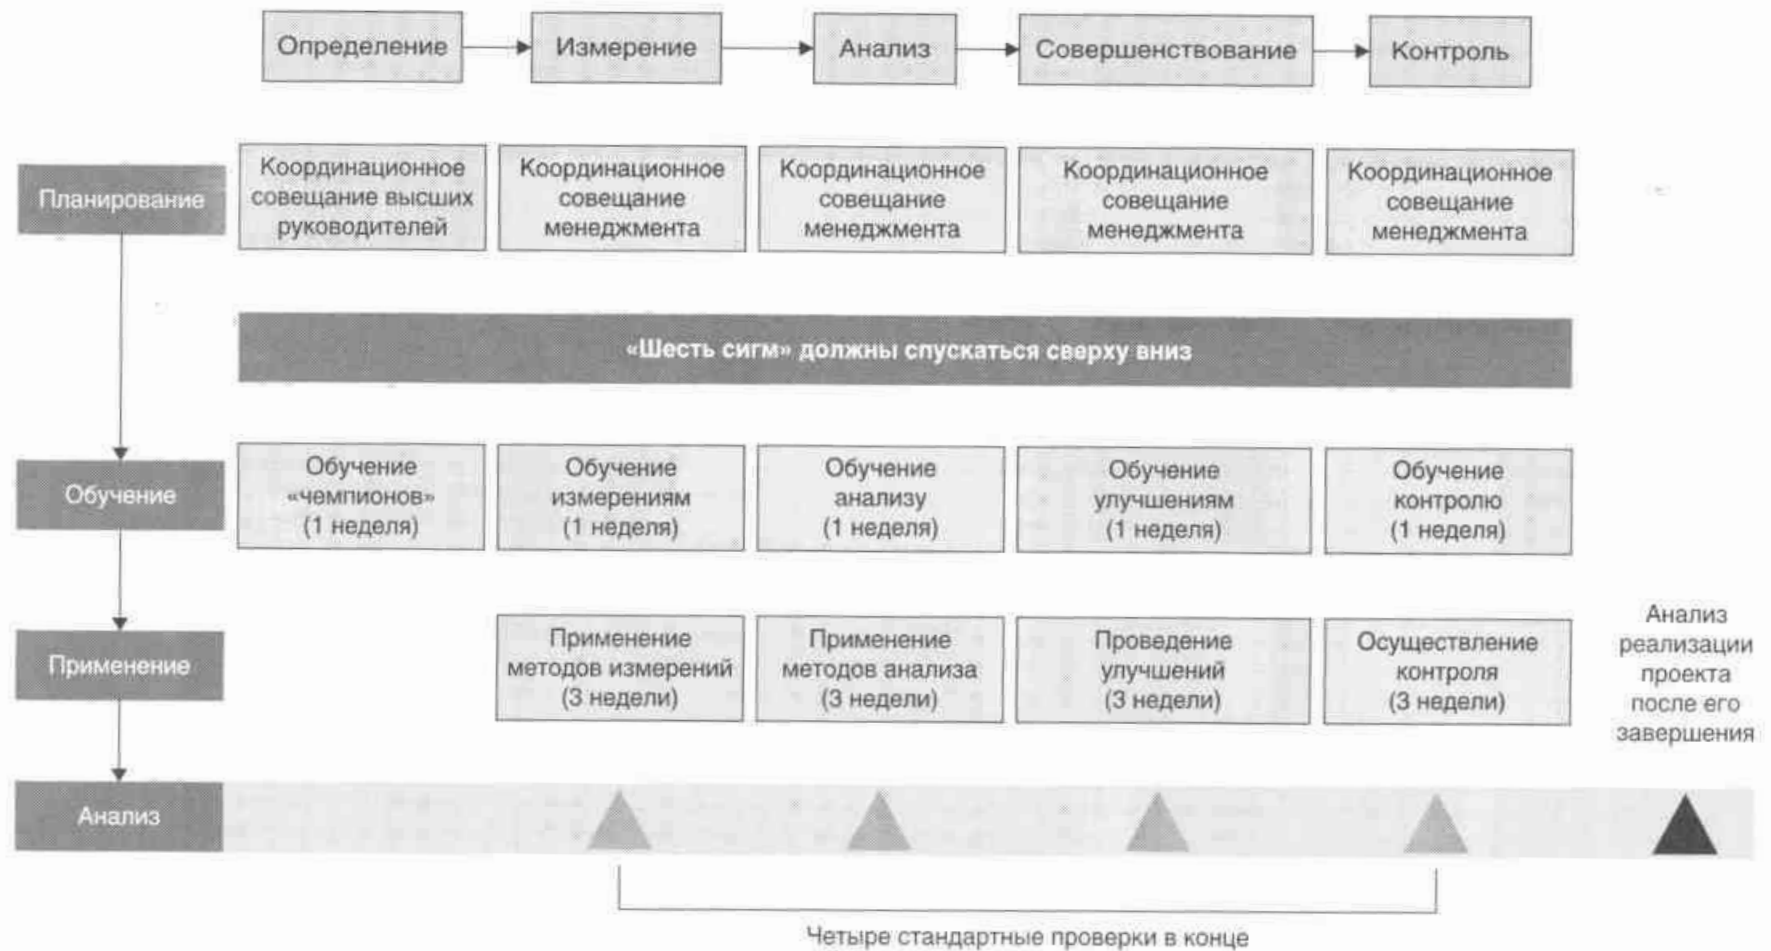 Определение
Измерение
Анализ
Совершенствование
Контроль
Планирование
Координационное
совещание высших
руководителей
Координационное
совещание
менеджмента
Координационное
совещание
менеджмента
Координационное
совещание
менеджмента
Координационное
совещание
менеджмента
«Шесть сигм» должны спускаться сверху вниз
Обучение
Обучение
«чемпионов»
(1 неделя)
Обучение
измерениям
(1 неделя)
Обучение
анализу
(1 неделя)
Обучение
улучшениям
(1 неделя)
Обучение
контролю
(1 неделя)
Применение
Применение
методов измерений
(3 недели)
Применение
методов анализа
(3 недели)
Проведение
улучшений
(3 недели)
Осуществление
контроля
(3 недели)
Анализ
реализации
проекта
после его
завершения
Анализ
Четыре стандартные проверки в конце